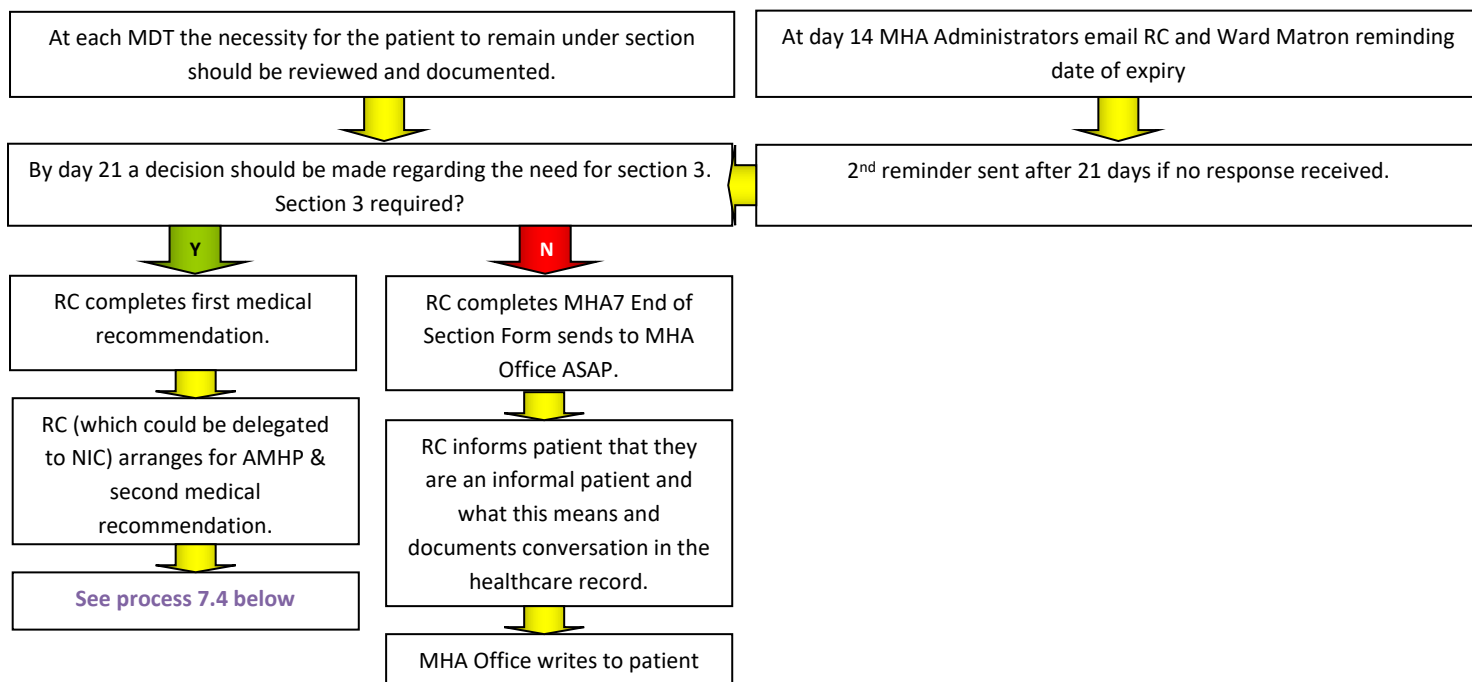 At each MDT the necessity for the patient to remain under section
should be reviewed and documented.
At day 14 MHA Administrators email RC and Ward Matron reminding
date of expiry
By day 21 a decision should be made regarding the need for section 3.
Section 3 required?
2nd reminder sent after 21 days if no response received.
Y
N
RC completes first medical
recommendation.
RC (which could be delegated
to NIC) arranges for AMHP &
second medical
recommendation.
See process 7.4 below
RC completes MHA7 End of
Section Form sends to MHA
Office ASAP.
RC informs patient that they
are an informal patient and
what this means and
documents conversation in the
healthcare record.
MHA Office writes to patient